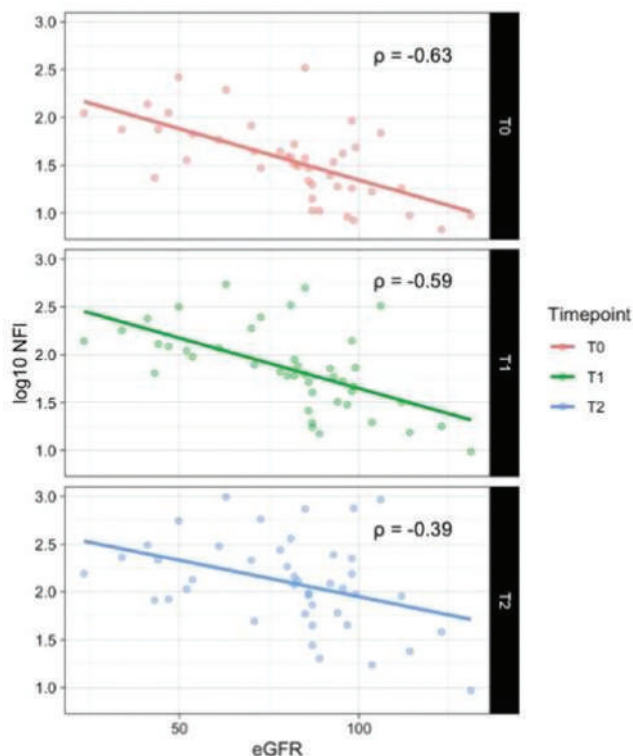 3.0
ρ = -0.63
2.5
2.0
1.5
1.0
T0
3.0
ρ = -0.59
2.5
2.0
1.5
1.0
T1
log10 NFl
3.0
ρ = -0.39
2.5
2.0
1.5
1.0
T2
50
100
eGFR
Timepoint
T0
T1
T2